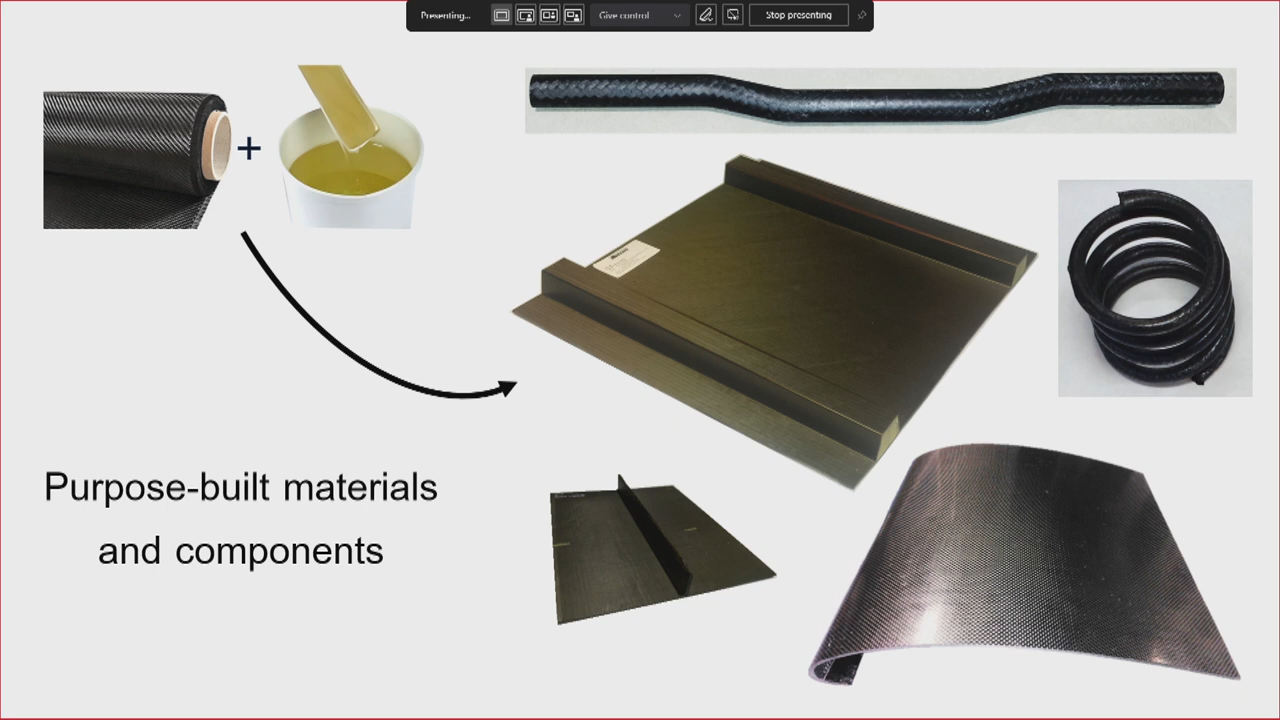 Presenting...
Give control
Stop presenting
+
Purpose-built materials
and components